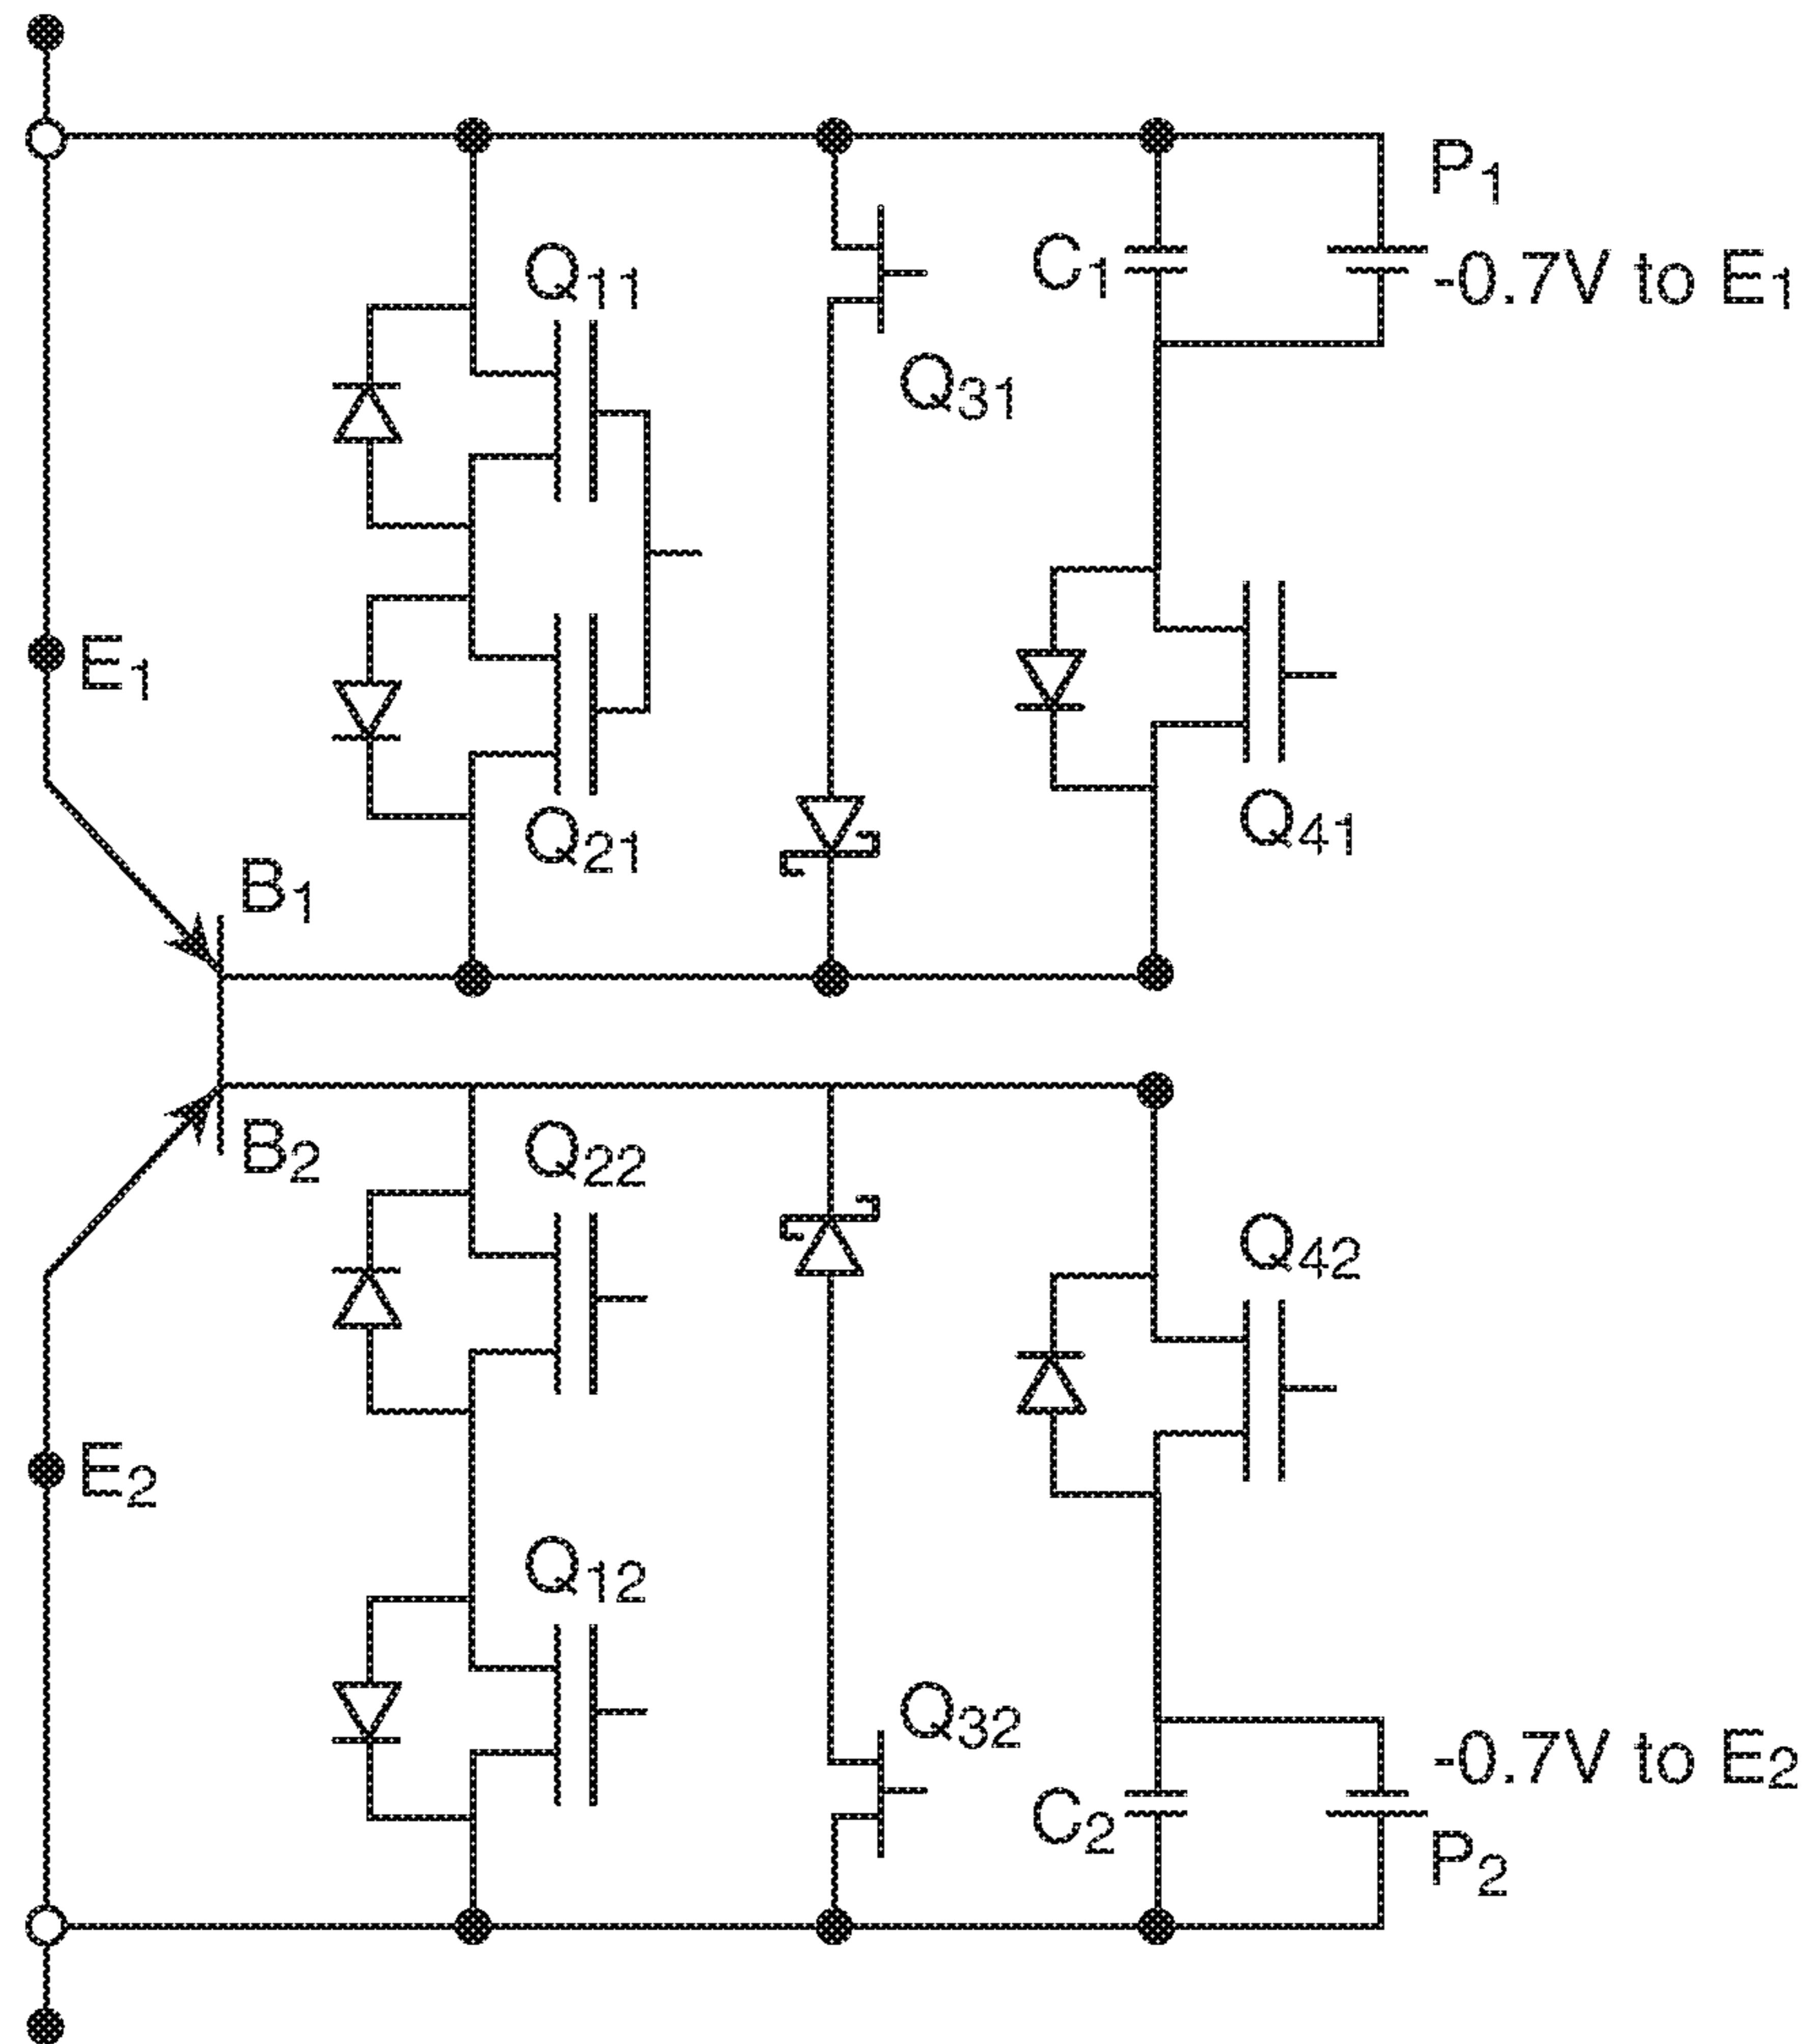 P1
Q11
C1
-0.7V to E1
Q31
E1
Q41
Q21
B1
B2
Q22
Q42
E2
Q12
Q32
-0.7V to E2
C2
P2